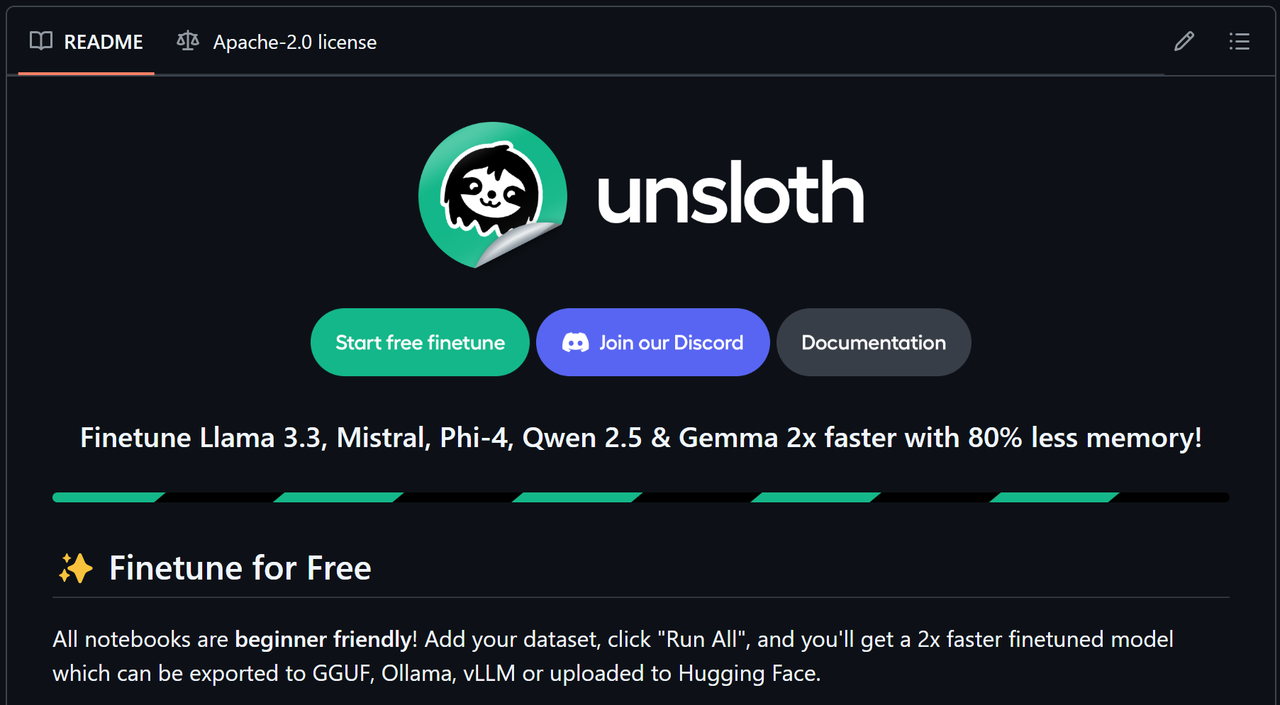 README
Apache-2.0 license
unsloth
Start free finetune
Join our Discord
Documentation
Finetune Llama 3.3, Mistral, Phi-4, Qwen 2.5 & Gemma 2x faster with 80% less memory!
✨ Finetune for Free
All notebooks are beginner friendly! Add your dataset, click "Run All", and you'll get a 2x faster finetuned model
which can be exported to GGUF, Ollama, vLLM or uploaded to Hugging Face.